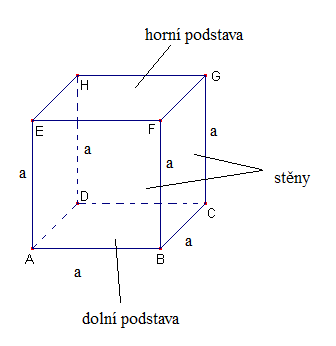 horní podstava
H
G
E
F
a
a
a
a
stěny
D
C
a
A
B
a
dolní podstava